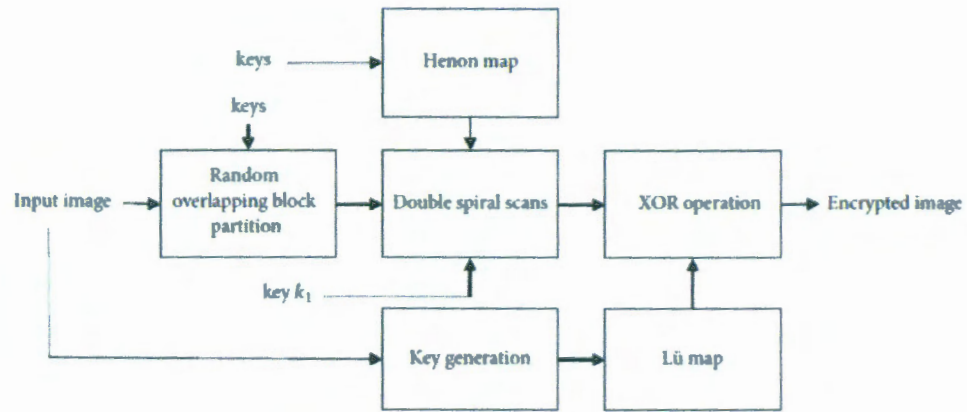 keys
Henon map
keys
Input image
Random
overlapping block
partition
Double spiral scans
XOR operation
Encrypted image
key k₁
Key generation
Lü map